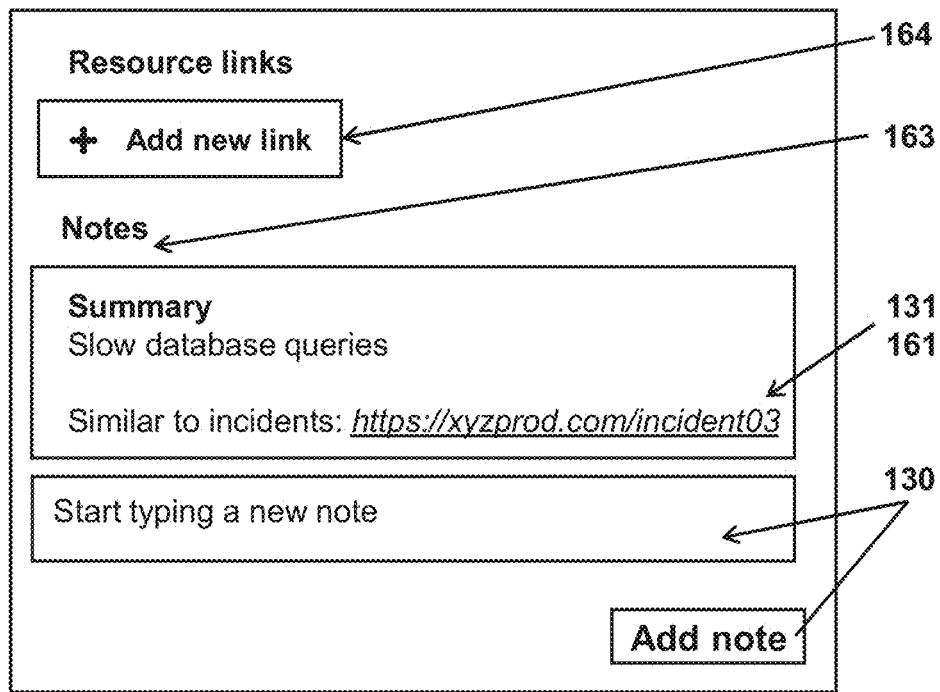 164
Resource links
+ Add new link
163
Notes
Summary
131
Slow database queries
161
Similar to incidents: https://xyzprod.com/incident03
130
Start typing a new note
Add note